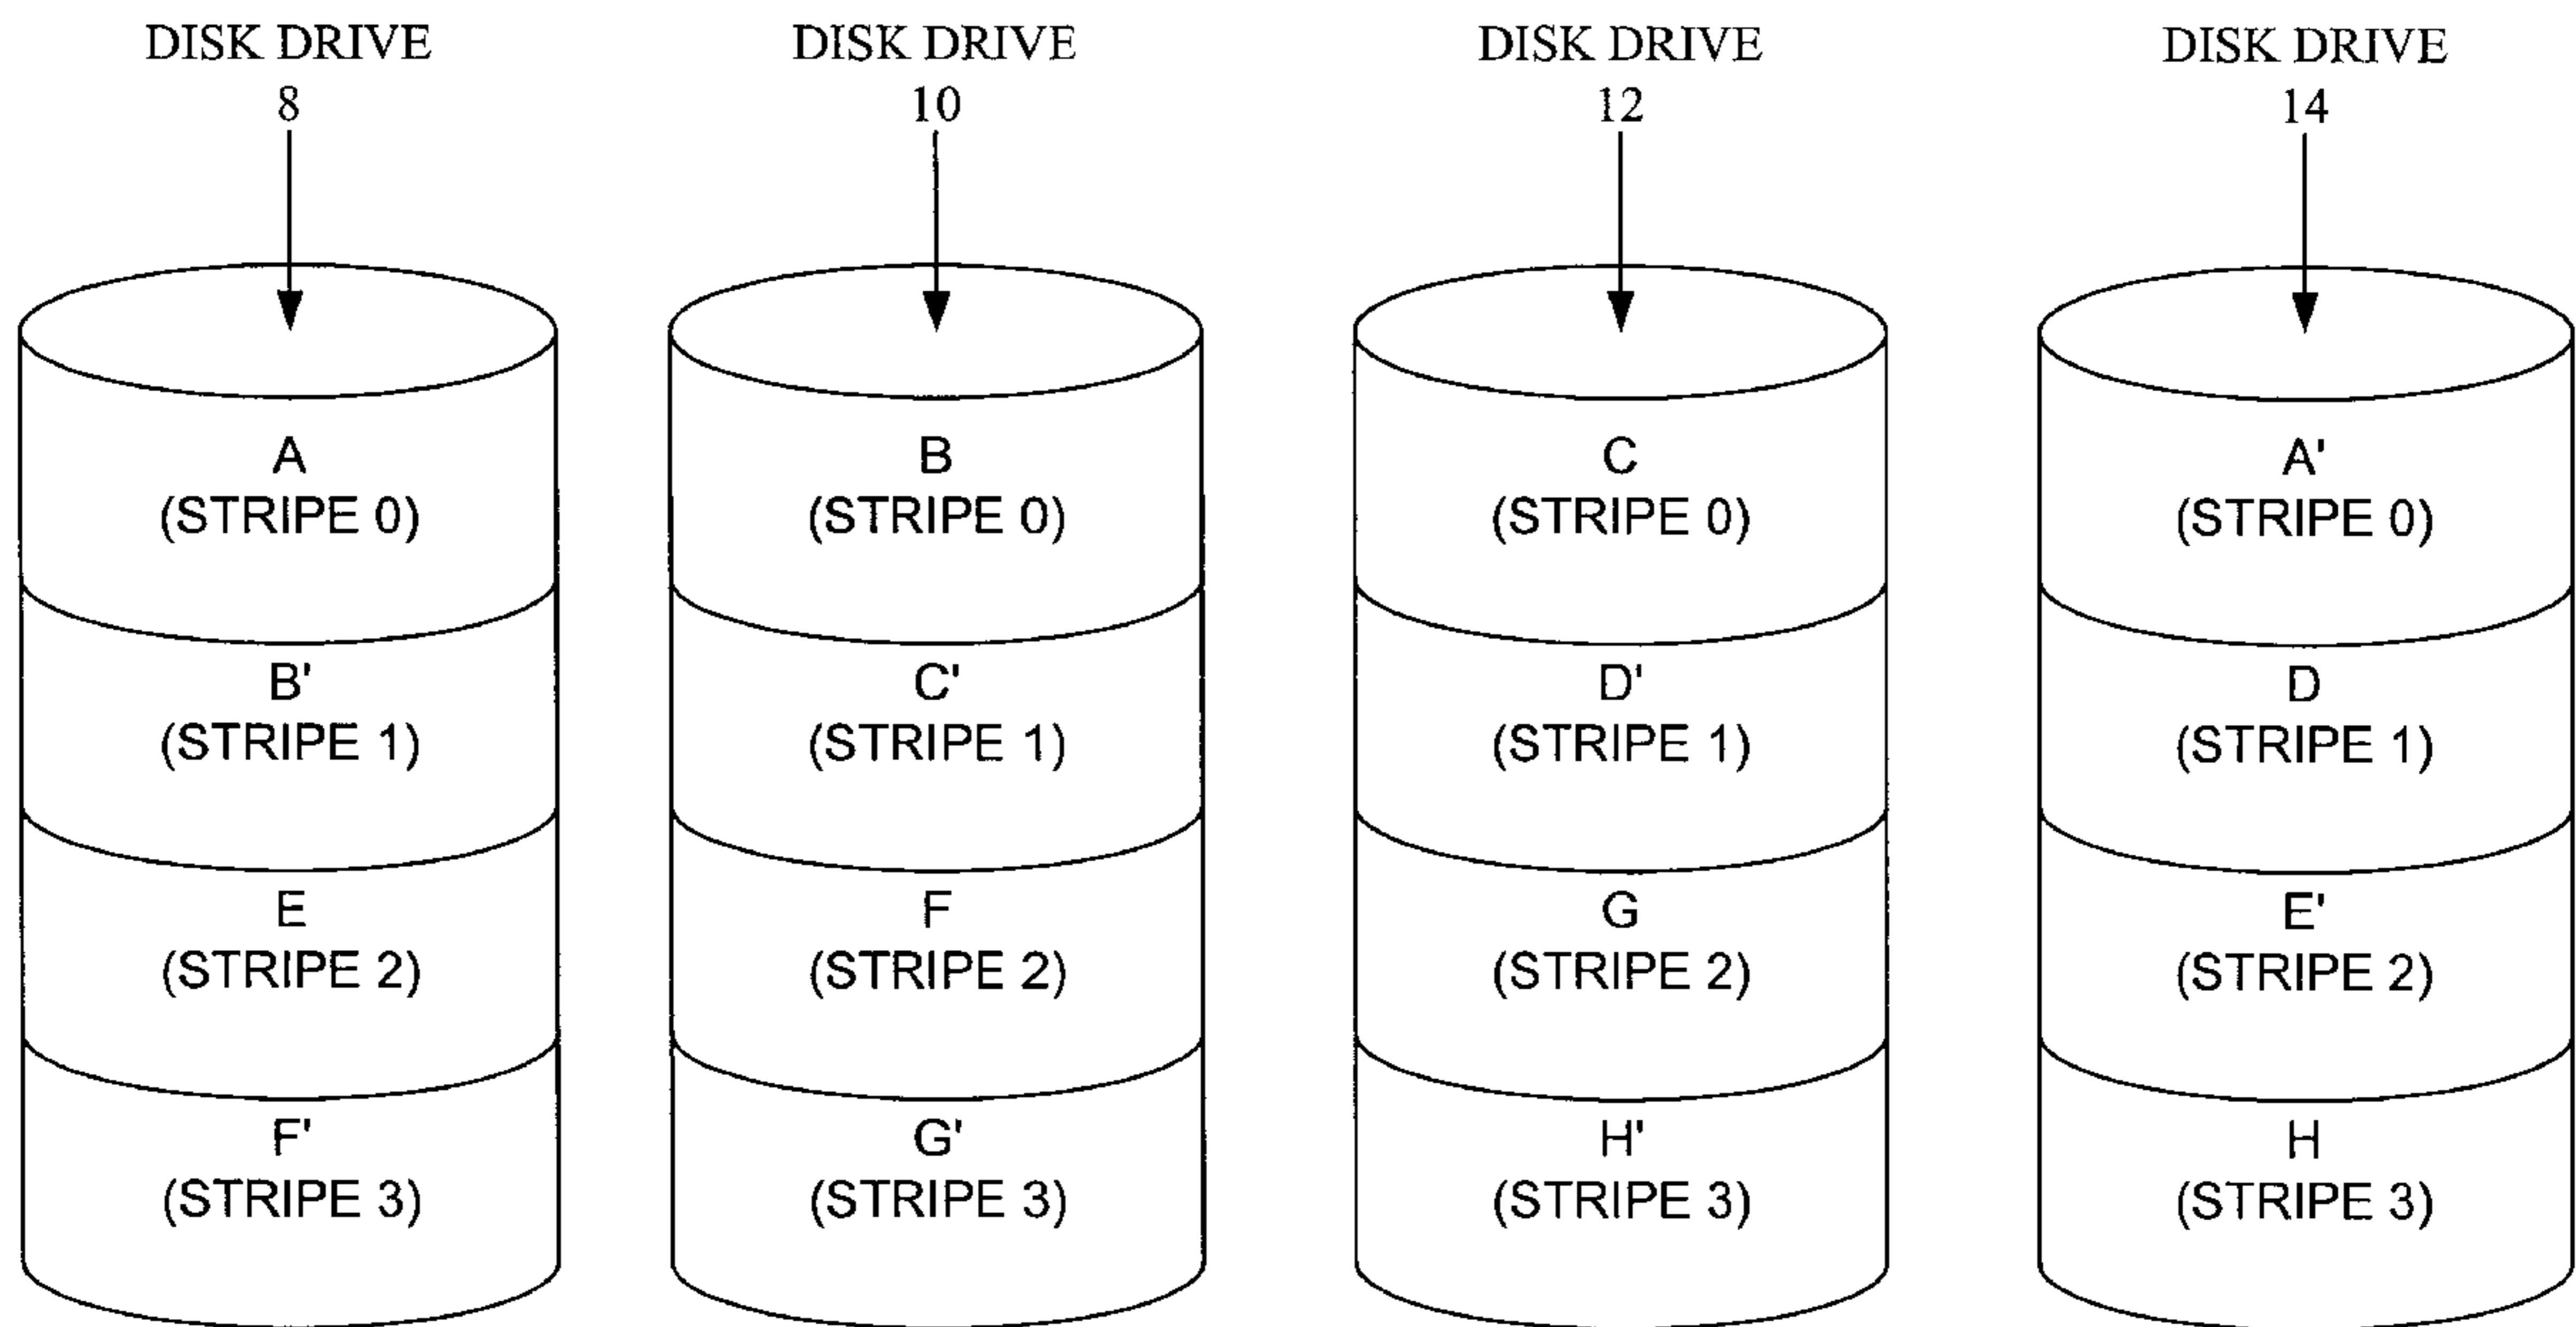 DISK DRIVE
8
DISK DRIVE
10
DISK DRIVE
12
DISK DRIVE
14
A
(STRIPE 0)
B
(STRIPE 0)
C
(STRIPE 0)
A'
(STRIPE 0)
B'
(STRIPE 1)
C'
(STRIPE 1)
D'
(STRIPE 1)
D
(STRIPE 1)
E
(STRIPE 2)
F
(STRIPE 2)
G
(STRIPE 2)
E'
(STRIPE 2)
F'
(STRIPE 3)
G'
(STRIPE 3)
H'
(STRIPE 3)
H
(STRIPE 3)